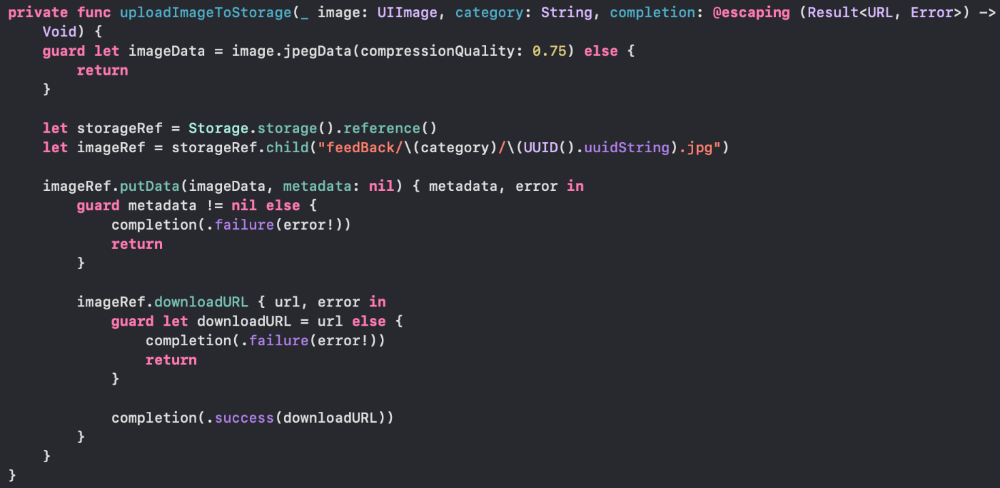 private func uploadImageToStorage(_ image: UIImage, category: String, completion: @escaping (Result<URL, Error>) ->
    Void) {
    guard let imageData = image.jpegData(compressionQuality: 0.75) else {
        return
    }

    let storageRef = Storage.storage().reference()
    let imageRef = storageRef.child("feedBack/\(category)/\(UUID().uuidString).jpg")

    imageRef.putData(imageData, metadata: nil) { metadata, error in
        guard metadata != nil else {
            completion(.failure(error!))
            return
        }

        imageRef.downloadURL { url, error in
            guard let downloadURL = url else {
                completion(.failure(error!))
                return
            }

            completion(.success(downloadURL))
        }
    }
}